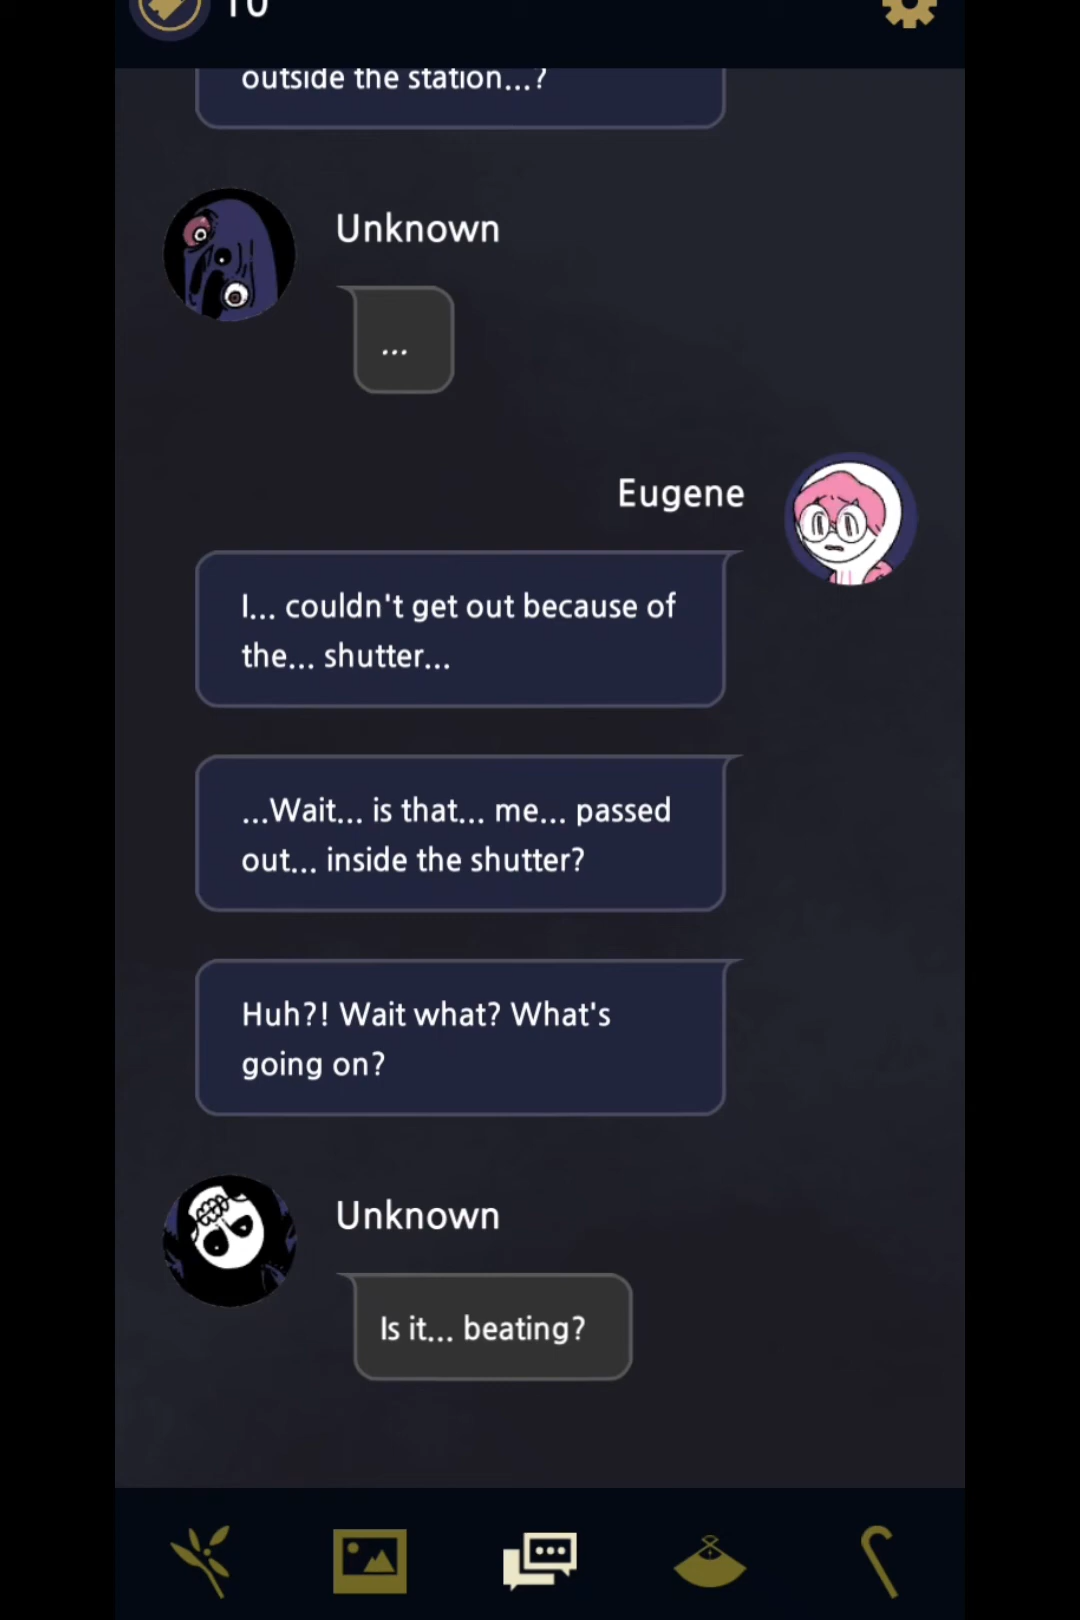 10
outside the station...?
Unknown
...
Eugene
I... couldn't get out because of
the... shutter...
...Wait... is that... me... passed
out... inside the shutter?
Huh?! Wait what? What's
going on?
Unknown
Is it... beating?